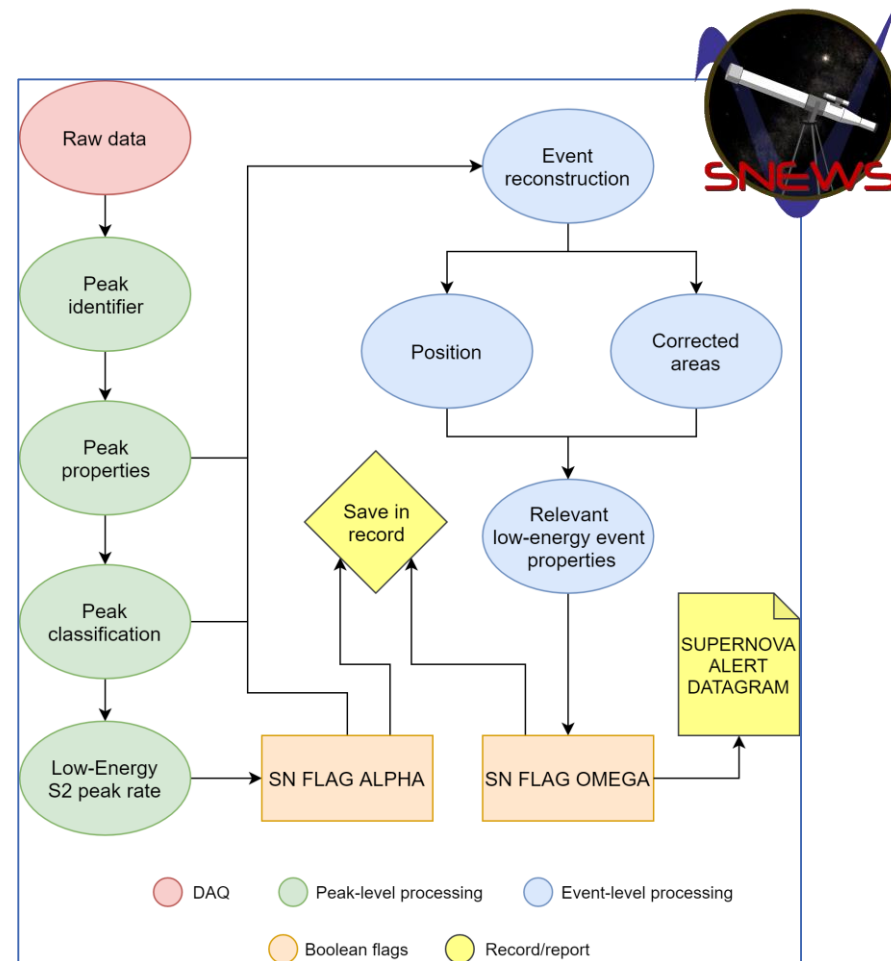 SNEWS
Raw data
Event
reconstruction
Peak
identifier
Position
Corrected
areas
Peak
properties
Save in
record
Relevant
low-energy event
properties
Peak
classification
SUPERNOVA
ALERT
DATAGRAM
Low-Energy
S2 peak rate
SN FLAG ALPHA
SN FLAG OMEGA
DAQ
Peak-level processing
Event-level processing
Boolean flags
Record/report